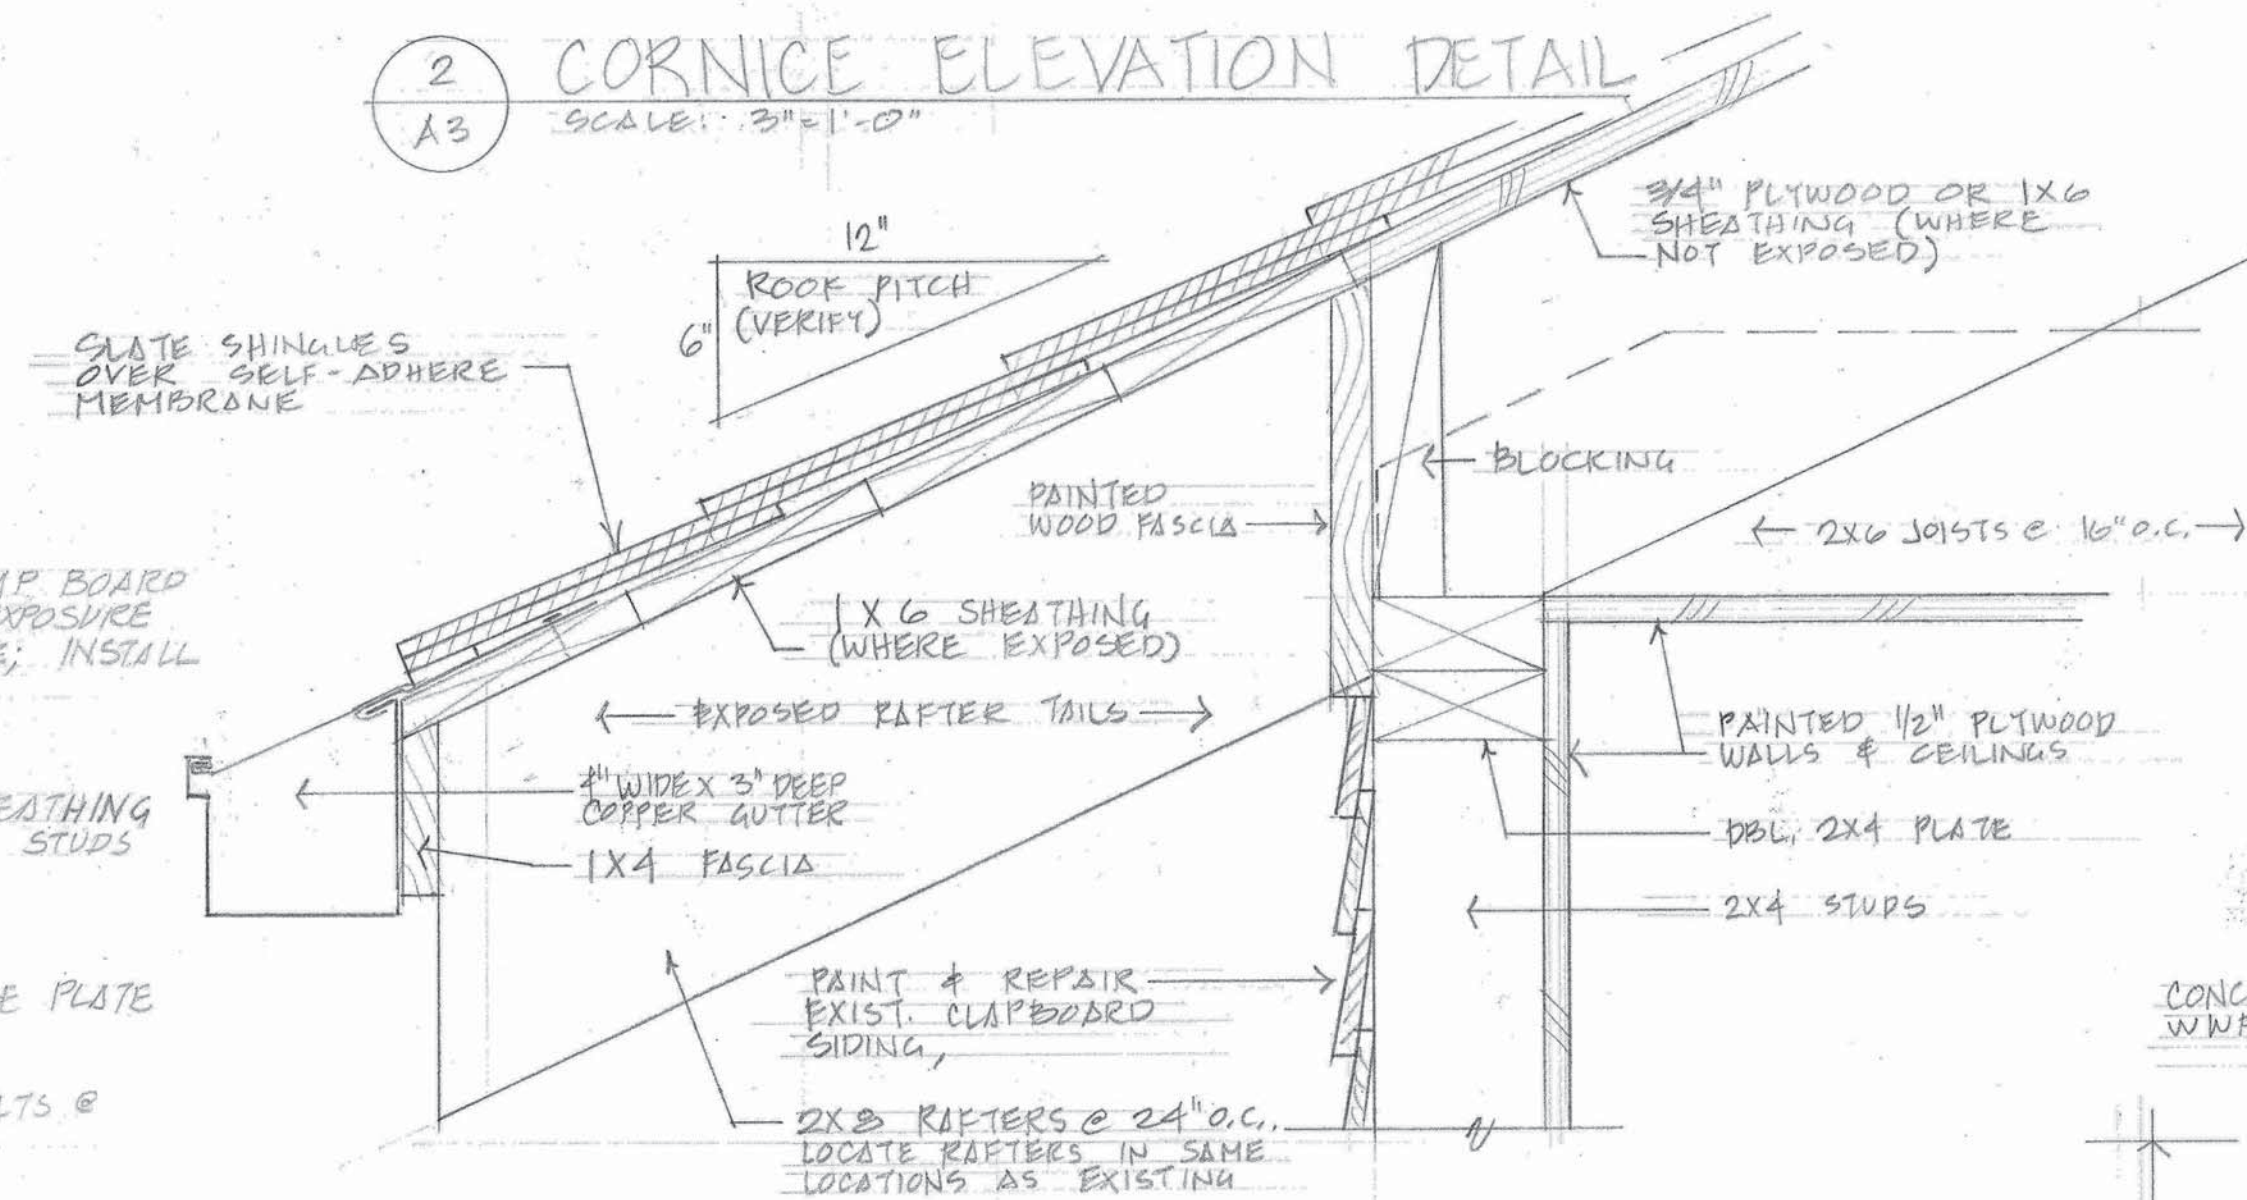 2
A3
CORNICE ELEVATION DETAIL
SCALE: 3"=1'-0"
12"
ROOF PITCH
(VERIFY)
6"
3/4" PLYWOOD OR 1X6
SHEATHING (WHERE
NOT EXPOSED)
SLATE SHINGLES
OVER SELF-ADHERE
MEMBRANE
BLOCKING
PAINTED
WOOD FASCIA
2X6 JOISTS @ 16" O.C.
BOARD
; INSTALL
1 X 6 SHEATHING
(WHERE EXPOSED)
EXPOSED RAFTER TAILS
PAINTED 1/2" PLYWOOD
WALLS & CEILINGS
4" WIDE X 3" DEEP
COPPER GUTTER
EATHING
STUDS
DBL. 2X4 PLATE
1X4 FASCIA
2X4 STUDS
PAINT & REPAIR
EXIST. CLAPBOARD
SIDING,
E PLATE
CONC
LTS @
2X8 RAFTERS @ 24" O.C.,
LOCATE RAFTERS IN SAME
LOCATIONS AS EXISTING